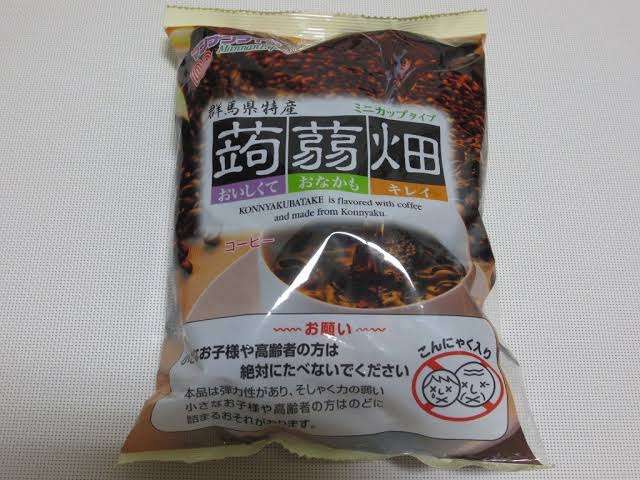 Mannan
群馬県特産
ミニカップタイプ
蒟蒻畑
おいしくて おなかも キレイ
KONNYAKUBATAKE is flavored with coffee
and made from Konnyaku.
コーヒー
お願い
お子様や高齢者の方は
絶対にたべないでください
こんにゃく入り
本品は弾力性があり、そしゃく力の弱い
小さなお子様や高齢者の方はのどに
詰まるおそれがあります。